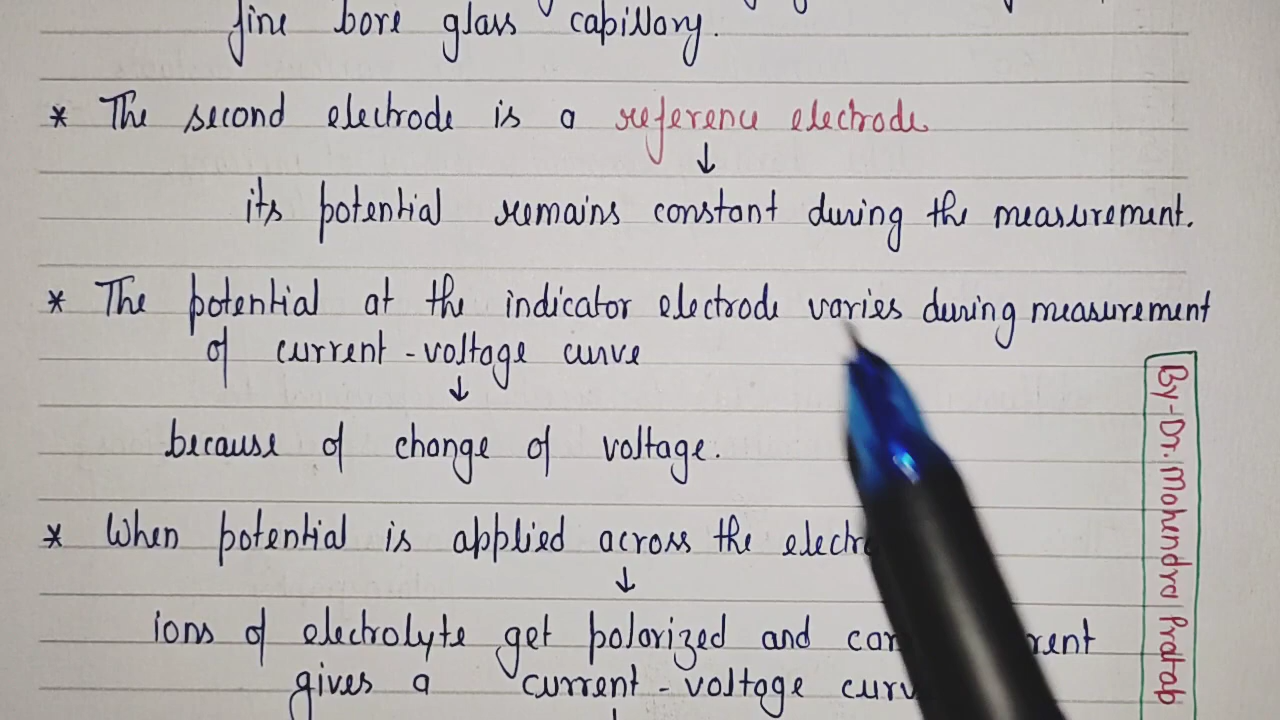 fine bore glass capillary.
* The second electrode is a reference electrode
↓
its potential remains constant during the measurement.
* The potential at the indicator electrode varies during measurement
of current-voltage curve
↓
because of change of voltage.
* When potential is applied across the
↓
ions of electrolyte get polarized and
gives a current-voltage
By-Dr. Mahendra Pratap